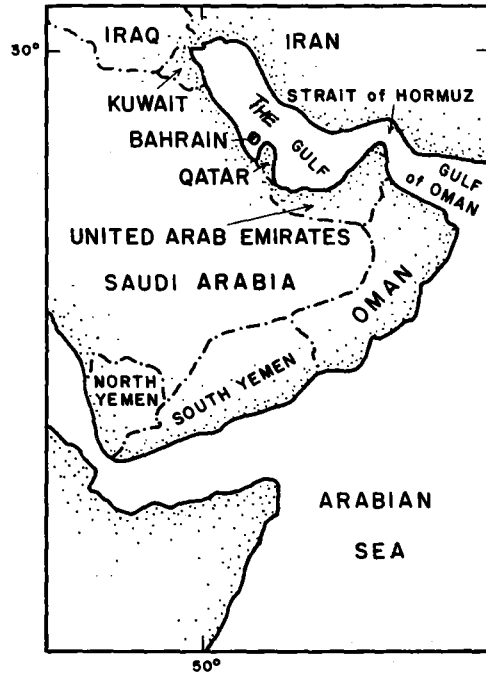 30°
IRAQ
IRAN
KUWAIT
STRAIT of HORMUZ
THE
GULF
BAHRAIN
QATAR
GULF
of OMAN
UNITED ARAB EMIRATES
SAUDI ARABIA
OMAN
NORTH
YEMEN
SOUTH YEMEN
ARABIAN
SEA
50°